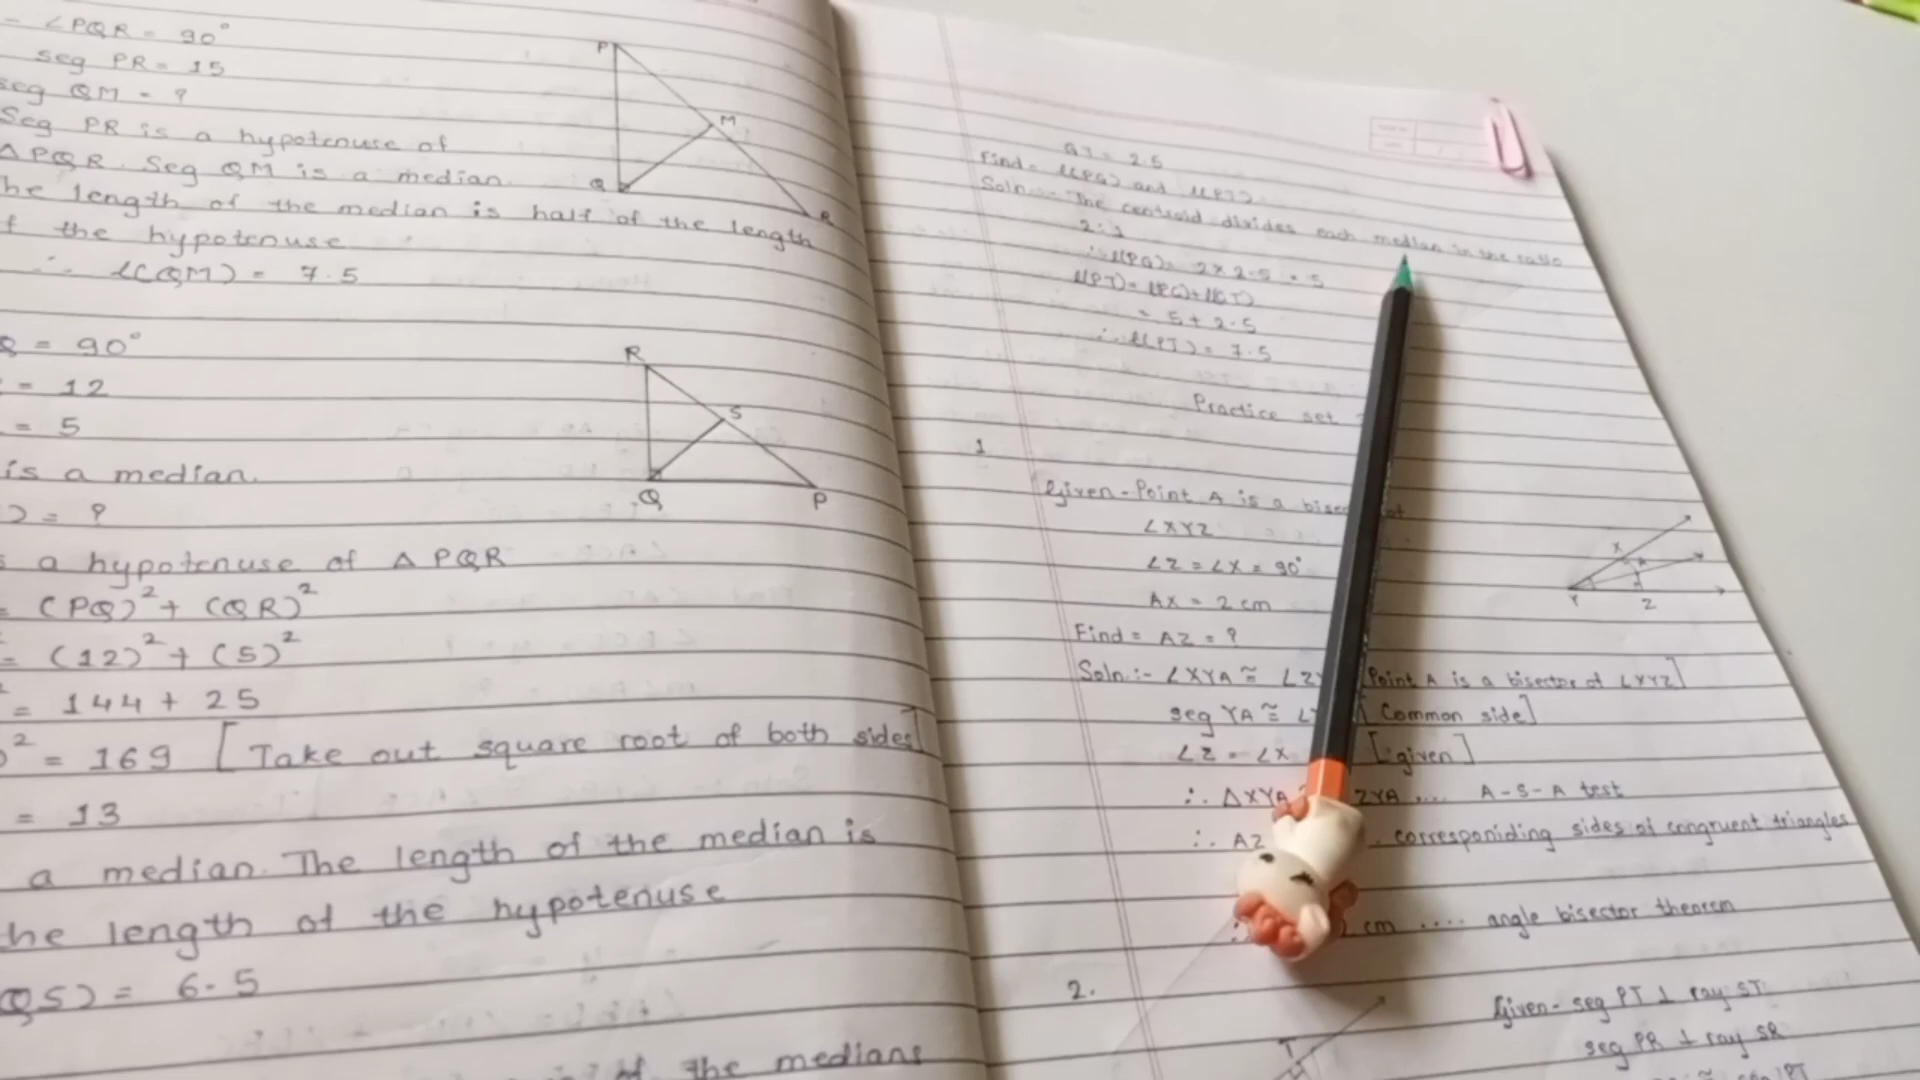 - ∠PQR = 90°
seg PR = 15
seg QM = ?
Seg PR is a hypotenuse of
ΔPQR. Seg QM is a median.
he length of the median is half of the length
f the hypotenuse
∴ l(QM) = 7.5
P
M
Q
R
Q = 90°
= 12
= 5
is a median.
) = ?
a hypotenuse of Δ PQR
= (PQ)² + (QR)²
= (12)² + (5)²
= 144 + 25
² = 169 [Take out square root of both sides]
= 13
a median. The length of the median is
he length of the hypotenuse
QS) = 6.5
of the medians
R
S
Q
P
GT = 2.5
Find = l(PG) and l(PT)
Soln :- The centroid divides each median in the ratio
2:1
∴ l(PG) = 2 x 2.5 = 5
l(PT) = l(PG) + l(GT)
= 5 + 2.5
∴ l(PT) = 7.5
Practice set
1
Given - Point A is a of
∠XYZ
∠Z = ∠X = 90°
AX = 2 cm
Find = AZ = ?
Soln :- ∠XYA ≅ ∠Z Point A is a bisector of ∠XYZ]
seg YA ≅ Common side]
∠Z = ∠X [∵given]
∴ ΔXYA ZYA .... A-S-A test
∴ AZ corresponiding sides of congruent triangles
cm .... angle bisector theorem
X
A
Y
Z
2.
Given - seg PT ⊥ ray ST
seg PR ⊥ ray SR
T
PT